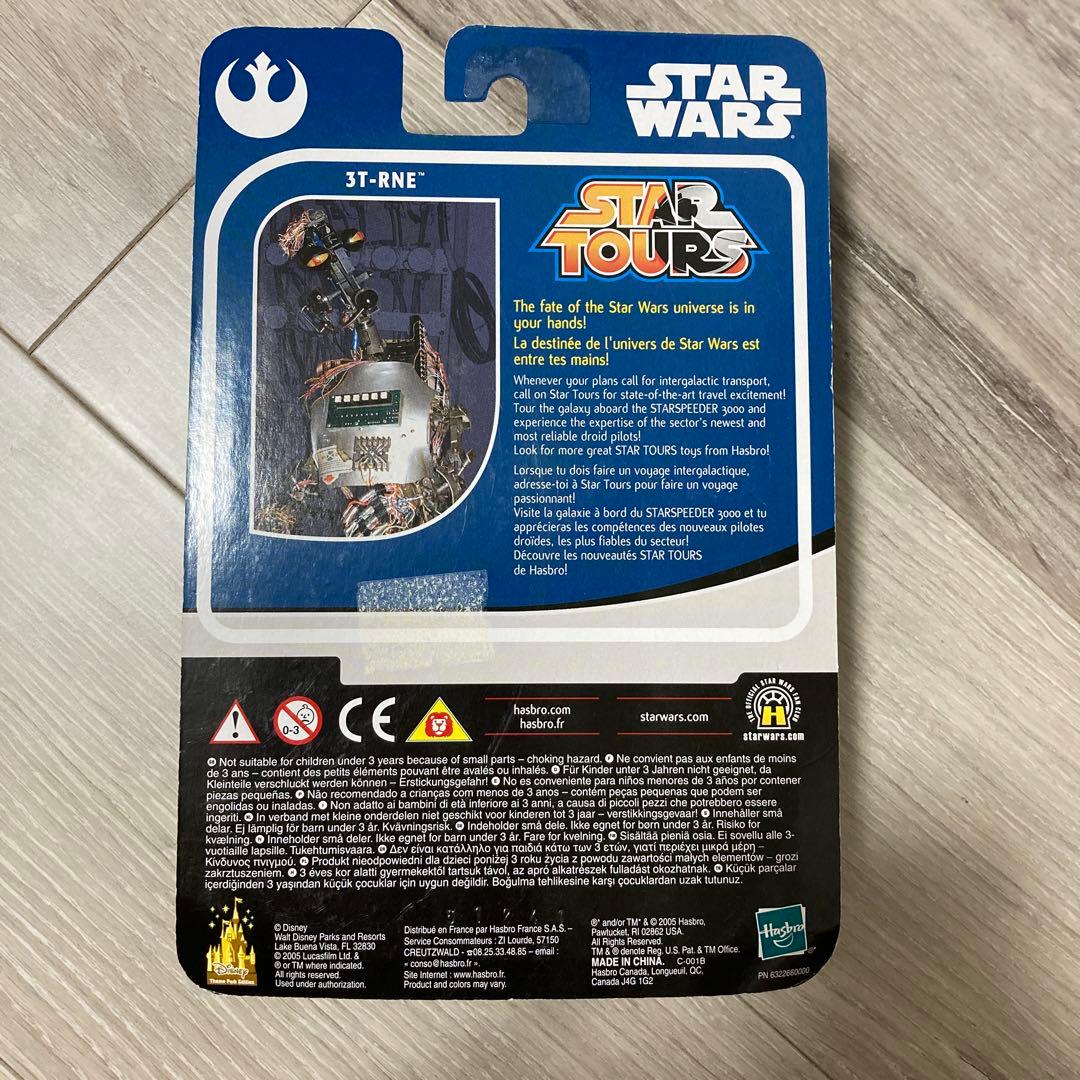 STAR
WARS
3T-RNE™
STAR
TOURS
The fate of the Star Wars universe is in
your hands!
La destinée de l'univers de Star Wars est
entre tes mains!
Whenever your plans call for intergalactic transport,
call on Star Tours for state-of-the-art travel excitement!
Tour the galaxy aboard the STARSPEEDER 3000 and
experience the expertise of the sector's newest and
most reliable droid pilots!
Look for more great STAR TOURS toys from Hasbro!
Lorsque tu dois faire un voyage intergalactique,
adresse-toi à Star Tours pour faire un voyage
passionnant!
Visite la galaxie à bord du STARSPEEDER 3000 et tu
apprécieras les compétences des nouveaux pilotes
droïdes, les plus fiables du secteur!
Découvre les nouveautés STAR TOURS
de Hasbro!
0-3
CE
hasbro.com
hasbro.fr
starwars.com
THE OFFICIAL STAR WARS FAN CLUB
H
starwars.com
Not suitable for children under 3 years because of small parts – choking hazard. Ne convient pas aux enfants de moins
de 3 ans – contient des petits éléments pouvant être avalés ou inhalés. Für Kinder unter 3 Jahren nicht geeignet, da
Kleinteile verschluckt werden können – Erstickungsgefahr! No es conveniente para niños menores de 3 años por contener
piezas pequeñas. Não recomendado a crianças com menos de 3 anos – contém peças pequenas que podem ser
engolidas ou inaladas. Non adatto ai bambini di età inferiore ai 3 anni, a causa di piccoli pezzi che potrebbero essere
ingeriti. In verband met kleine onderdelen niet geschikt voor kinderen tot 3 jaar – verstikkingsgevaar! Innehåller små
delar. Ej lämplig för barn under 3 år. Kvävningsrisk. Indeholder små dele. Ikke egnet for børn under 3 år. Risiko for
kvælning. Inneholder små deler. Ikke egnet for barn under 3 år. Fare for kvelning. Sisältää pieniä osia. Ei sovellu alle 3-
vuotiaille lapsille. Tukehtumisvaara. Δεν είναι κατάλληλο για παιδιά κάτω των 3 ετών, γιατί περιέχει μικρά μέρη –
Κίνδυνος πνιγμού. Produkt nieodpowiedni dla dzieci poniżej 3 roku życia z powodu zawartości małych elementów – grozi
zakrztuszeniem. 3 éves kor alatti gyermekektől tartsuk távol, az apró alkatrészek fulladást okozhatnak. Küçük parçalar
içerdiğinden 3 yaşından küçük çocuklar için uygun değildir. Boğulma tehlikesine karşı çocuklardan uzak tutunuz.
Disney
Theme Park Edition
© Disney
Walt Disney Parks and Resorts
Lake Buena Vista, FL 32830
© 2005 Lucasfilm Ltd. &
® or TM where indicated.
All rights reserved.
Used under authorization.
Distribué en France par Hasbro France S.A.S. –
Service Consommateurs : ZI Lourde, 57150
CREUTZWALD - ☎08.25.33.48.85 – email :
« conso@hasbro.fr ».
Site Internet : www.hasbro.fr.
Product and colors may vary.
®* and/or TM* & © 2005 Hasbro,
Pawtucket, RI 02862 USA.
All Rights Reserved.
TM & ® denote Reg. U.S. Pat. & TM Office.
MADE IN CHINA. C-001B
Hasbro Canada, Longueuil, QC,
Canada J4G 1G2
Hasbro
®*
PN 6322660000